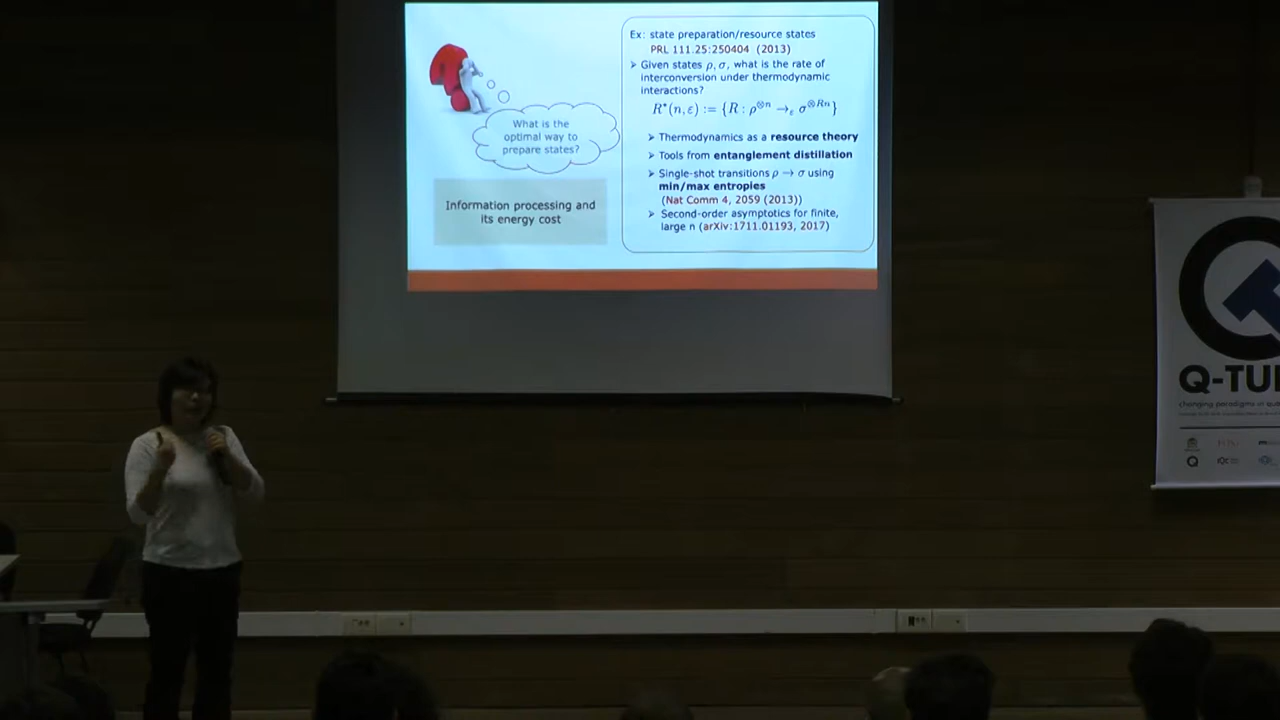 What is the
optimal way to
prepare states?
Information processing and
its energy cost
Ex: state preparation/resource states
PRL 111.25:250404 (2013)
➤ Given states ρ, σ, what is the rate of
interconversion under thermodynamic
interactions?
R*(n,ε) := {R : ρ^⊗n →_ε σ^⊗Rn}
➤ Thermodynamics as a resource theory
➤ Tools from entanglement distillation
➤ Single-shot transitions ρ → σ using
min/max entropies
(Nat Comm 4, 2059 (2013))
➤ Second-order asymptotics for finite,
large n (arXiv:1711.01193, 2017)
Q-TU
changing paradigms in
Q